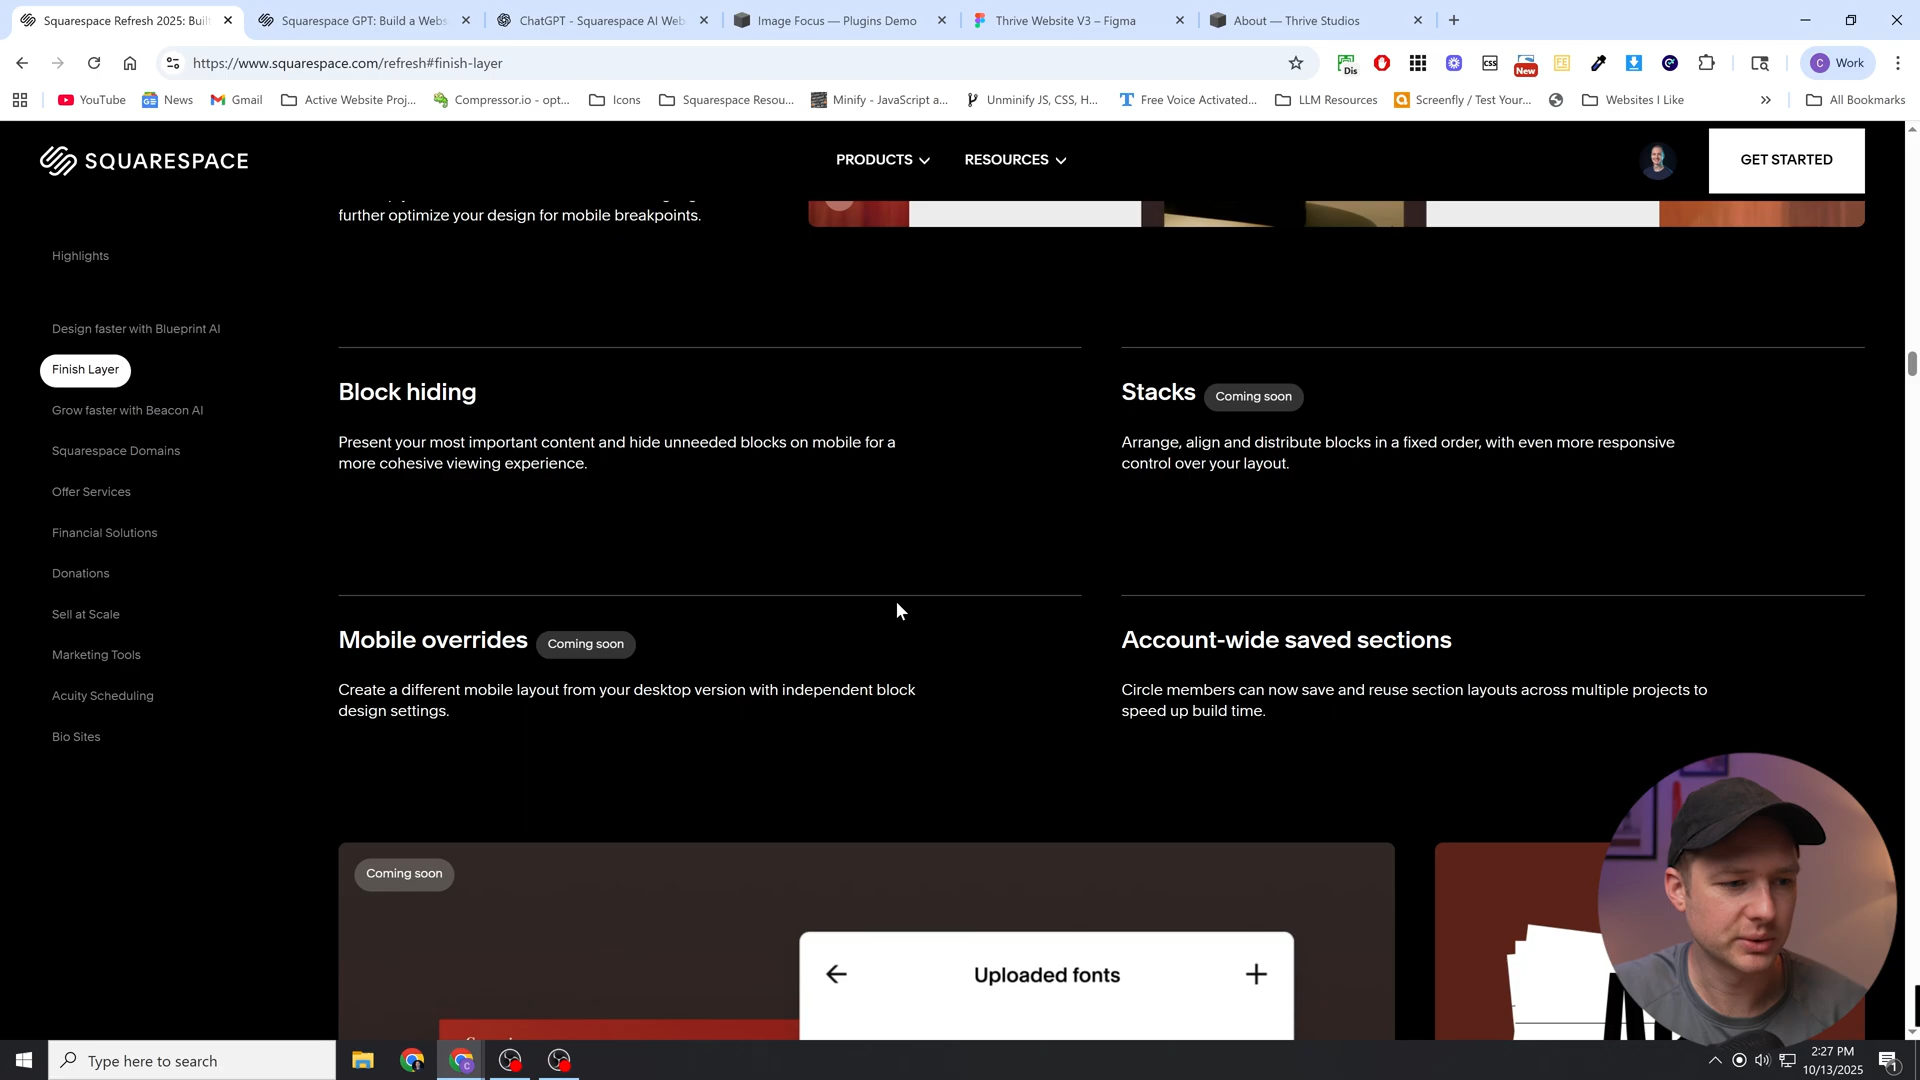 Squarespace Refresh 2025: Buil
Squarespace GPT: Build a Webs
ChatGPT - Squarespace AI Web
Image Focus — Plugins Demo
Thrive Website V3 – Figma
About — Thrive Studios
https://www.squarespace.com/refresh#finish-layer
Dis
css
New
FE
C Work
YouTube
News
Gmail
Active Website Proj...
Compressor.io - opt...
Icons
Squarespace Resou...
Minify - JavaScript a...
Unminify JS, CSS, H...
Free Voice Activated...
LLM Resources
Screenfly / Test Your...
Websites I Like
All Bookmarks
SQUARESPACE
PRODUCTS
RESOURCES
GET STARTED
further optimize your design for mobile breakpoints.
Highlights
Design faster with Blueprint AI
Finish Layer
Grow faster with Beacon AI
Squarespace Domains
Offer Services
Financial Solutions
Donations
Sell at Scale
Marketing Tools
Acuity Scheduling
Bio Sites
Block hiding
Present your most important content and hide unneeded blocks on mobile for a
more cohesive viewing experience.
Stacks Coming soon
Arrange, align and distribute blocks in a fixed order, with even more responsive
control over your layout.
Mobile overrides Coming soon
Create a different mobile layout from your desktop version with independent block
design settings.
Account-wide saved sections
Circle members can now save and reuse section layouts across multiple projects to
speed up build time.
Coming soon
Uploaded fonts
Type here to search
C
2:27 PM
10/13/2025
1